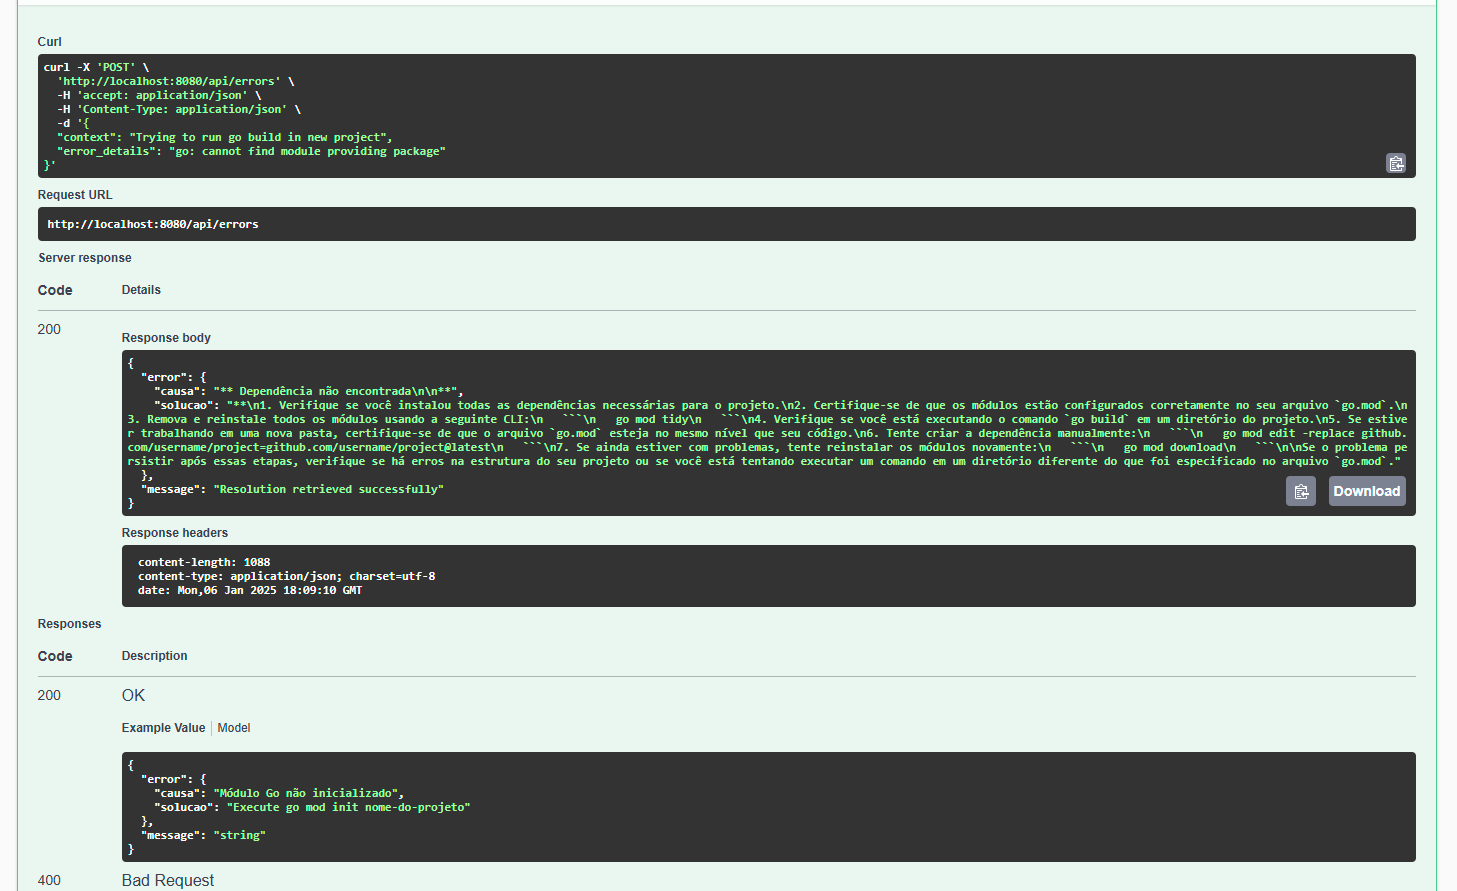 Curl
curl -X 'POST' \
  'http://localhost:8080/api/errors' \
  -H 'accept: application/json' \
  -H 'Content-Type: application/json' \
  -d '{
  "context": "Trying to run go build in new project",
  "error_details": "go: cannot find module providing package"
}'
Request URL
http://localhost:8080/api/errors
Server response
Code Details
200
Response body
{
  "error": {
    "causa": "** Dependência não encontrada\n\n**",
    "solucao": "**\n1. Verifique se você instalou todas as dependências necessárias para o projeto.\n2. Certifique-se de que os módulos estão configurados corretamente no seu arquivo `go.mod`.\n
3. Remova e reinstale todos os módulos usando a seguinte CLI:\n   ```\n   go mod tidy\n   ```\n4. Verifique se você está executando o comando `go build` em um diretório do projeto.\n5. Se estive
r trabalhando em uma nova pasta, certifique-se de que o arquivo `go.mod` esteja no mesmo nível que seu código.\n6. Tente criar a dependência manualmente:\n   ```\n   go mod edit -replace github.
com/username/project=github.com/username/project@latest\n   ```\n7. Se ainda estiver com problemas, tente reinstalar os módulos novamente:\n   ```\n   go mod download\n   ```\n\nSe o problema pe
rsistir após essas etapas, verifique se há erros na estrutura do seu projeto ou se você está tentando executar um comando em um diretório diferente do que foi especificado no arquivo `go.mod`."
  },
  "message": "Resolution retrieved successfully"
}
Download
Response headers
content-length: 1088
content-type: application/json; charset=utf-8
date: Mon,06 Jan 2025 18:09:10 GMT
Responses
Code Description
200 OK
Example Value Model
{
  "error": {
    "causa": "Módulo Go não inicializado",
    "solucao": "Execute go mod init nome-do-projeto"
  },
  "message": "string"
}
400 Bad Request